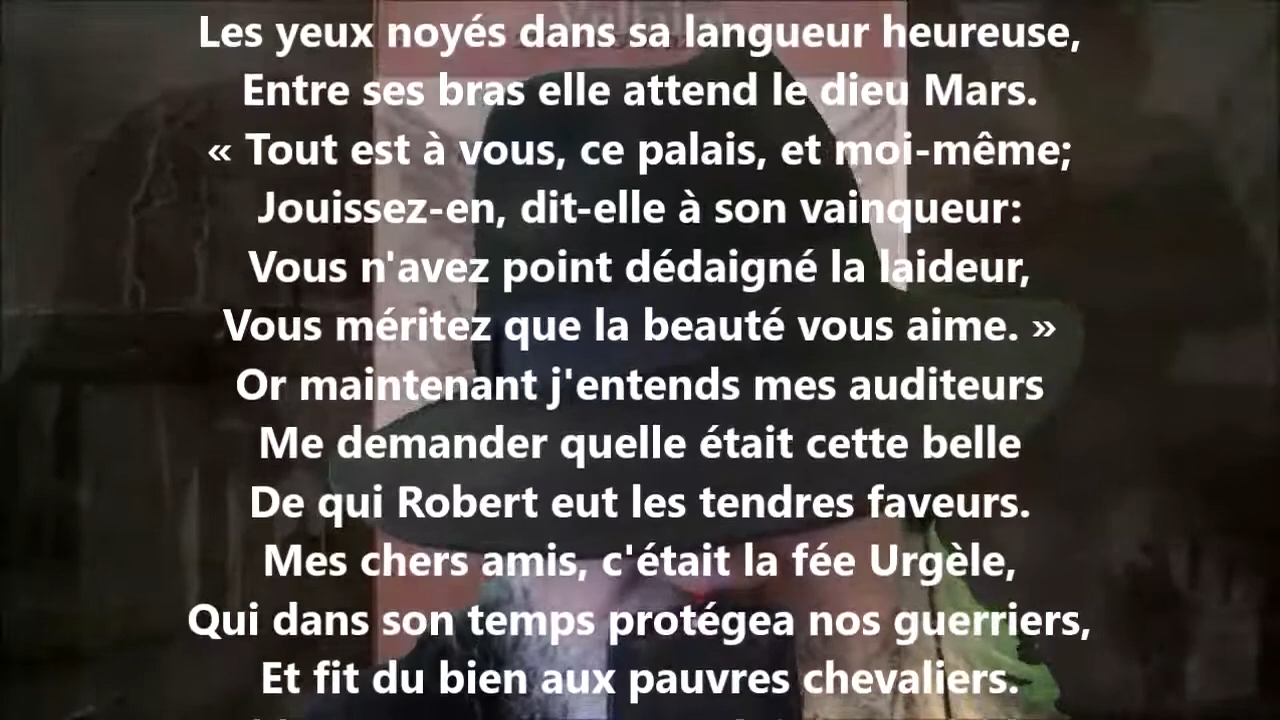 Les yeux noyés dans sa langueur heureuse,
Entre ses bras elle attend le dieu Mars.
« Tout est à vous, ce palais, et moi-même;
Jouissez-en, dit-elle à son vainqueur:
Vous n'avez point dédaigné la laideur,
Vous méritez que la beauté vous aime. »
Or maintenant j'entends mes auditeurs
Me demander quelle était cette belle
De qui Robert eut les tendres faveurs.
Mes chers amis, c'était la fée Urgèle,
Qui dans son temps protégea nos guerriers,
Et fit du bien aux pauvres chevaliers.